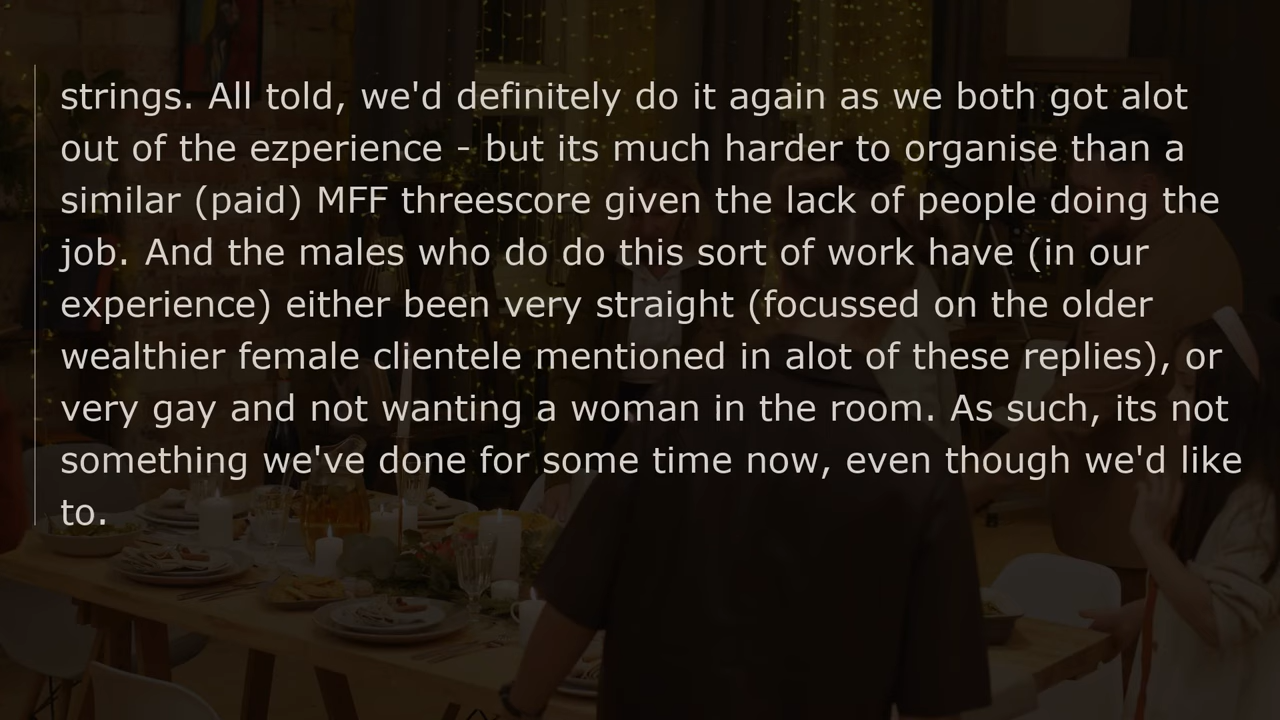 strings. All told, we'd definitely do it again as we both got alot
out of the ezperience - but its much harder to organise than a
similar (paid) MFF threescore given the lack of people doing the
job. And the males who do do this sort of work have (in our
experience) either been very straight (focussed on the older
wealthier female clientele mentioned in alot of these replies), or
very gay and not wanting a woman in the room. As such, its not
something we've done for some time now, even though we'd like
to.